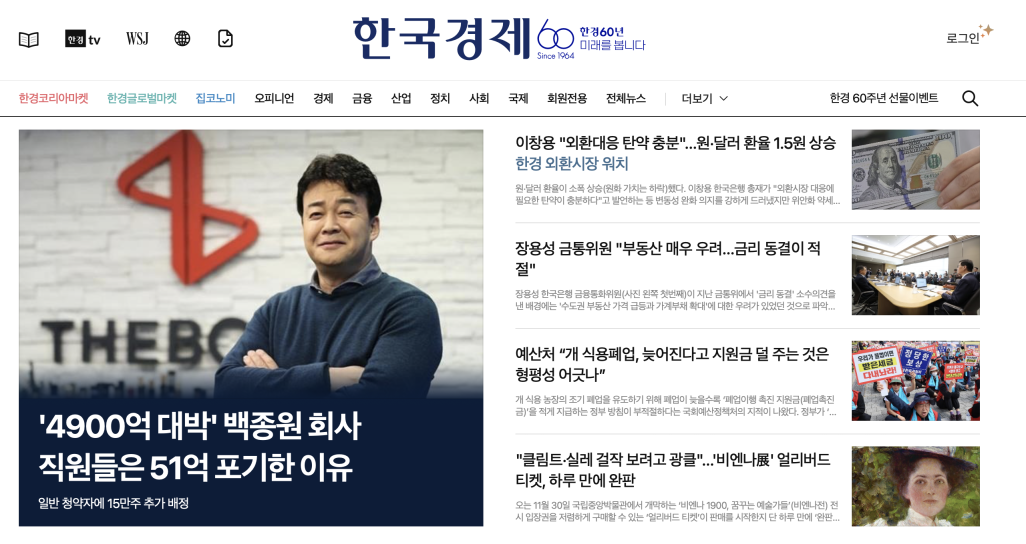 한경 tv
WSJ
한국경제
60
Since 1964
한경60년
미래를 봅니다
로그인
한경코리아마켓 한경글로벌마켓 집코노미 오피니언 경제 금융 산업 정치 사회 국제 회원전용 전체뉴스 더보기 한경 60주년 선물이벤트
THEBO
'4900억 대박' 백종원 회사
직원들은 51억 포기한 이유
일반 청약자에 15만주 추가 배정
이창용 "외환대응 탄약 충분"…원·달러 환율 1.5원 상승
한경 외환시장 워치
원·달러 환율이 소폭 상승(원화 가치는 하락)했다. 이창용 한국은행 총재가 "외환시장 대응에
필요한 탄약이 충분하다"고 발언하는 등 변동성 완화 의지를 강하게 드러냈지만 위안화 약세...
장용성 금통위원 "부동산 매우 우려…금리 동결이 적
절"
장용성 한국은행 금융통화위원(사진 왼쪽 첫번째)이 지난 금통위에서 '금리 동결' 소수의견을
낸 배경에는 '수도권 부동산 가격 급등과 가계부채 확대'에 대한 우려가 있었던 것으로 파악...
예산처 “개 식용폐업, 늦어진다고 지원금 덜 주는 것은
형평성 어긋나”
개 식용 농장의 조기 폐업을 유도하기 위해 폐업이 늦을수록 ‘폐업이행 촉진 지원금(폐업촉진
금)’을 적게 지급하는 정부 방침이 부적절하다는 국회예산정책처의 지적이 나왔다. 정부가 ‘...
받은세금
다내놔라!
정당한
보상
"클림트·실레 걸작 보려고 광클"…'비엔나展' 얼리버드
티켓, 하루 만에 완판
오는 11월 30일 국립중앙박물관에서 개막하는 ‘비엔나 1900, 꿈꾸는 예술가들’(비엔나전) 전
시 입장권을 저렴하게 구매할 수 있는 ‘얼리버드 티켓’이 판매를 시작한지 단 하루 만에 ‘완판...